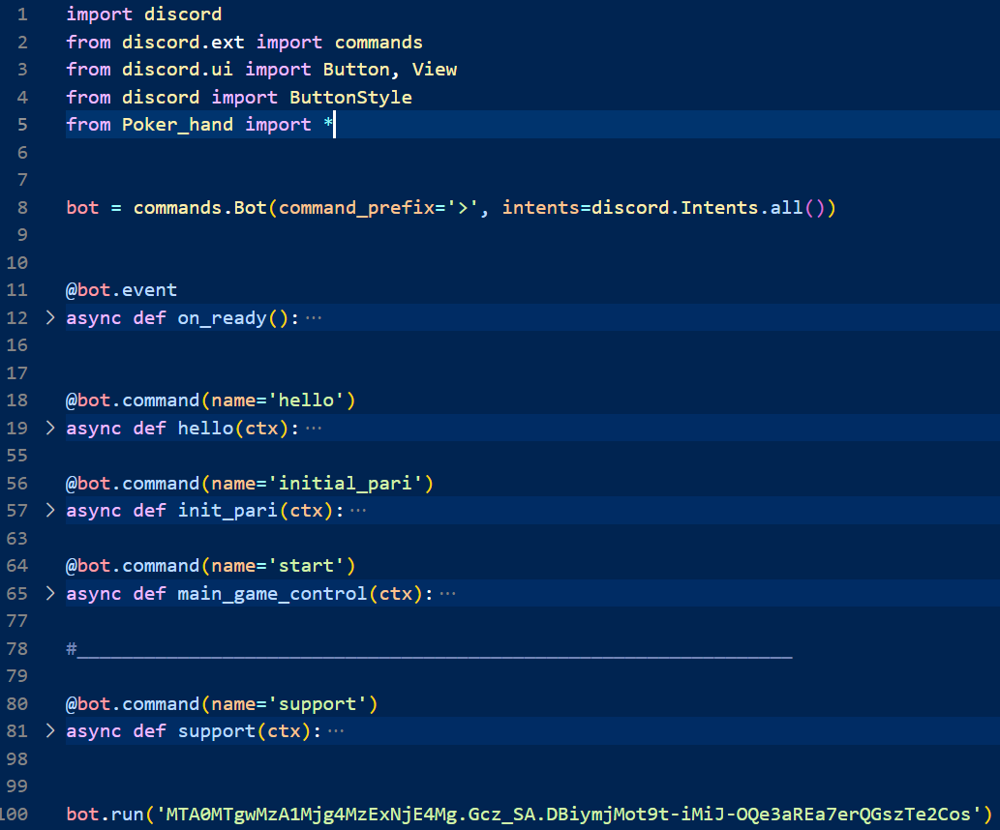 1 import discord
2 from discord.ext import commands
3 from discord.ui import Button, View
4 from discord import ButtonStyle
5 from Poker_hand import *
6
7
8 bot = commands.Bot(command_prefix='>', intents=discord.Intents.all())
9
10
11 @bot.event
12 > async def on_ready(): ···
16
17
18 @bot.command(name='hello')
19 > async def hello(ctx): ···
55
56 @bot.command(name='initial_pari')
57 > async def init_pari(ctx): ···
63
64 @bot.command(name='start')
65 > async def main_game_control(ctx): ···
77
78 #________________________________________________________________
79
80 @bot.command(name='support')
81 > async def support(ctx): ···
98
99
100 bot.run('MTA0MTgwMzA1Mjg4MzExNjE4Mg.Gcz_SA.DBiymjMot9t-iMiJ-OQe3aREa7erQGszTe2Cos')